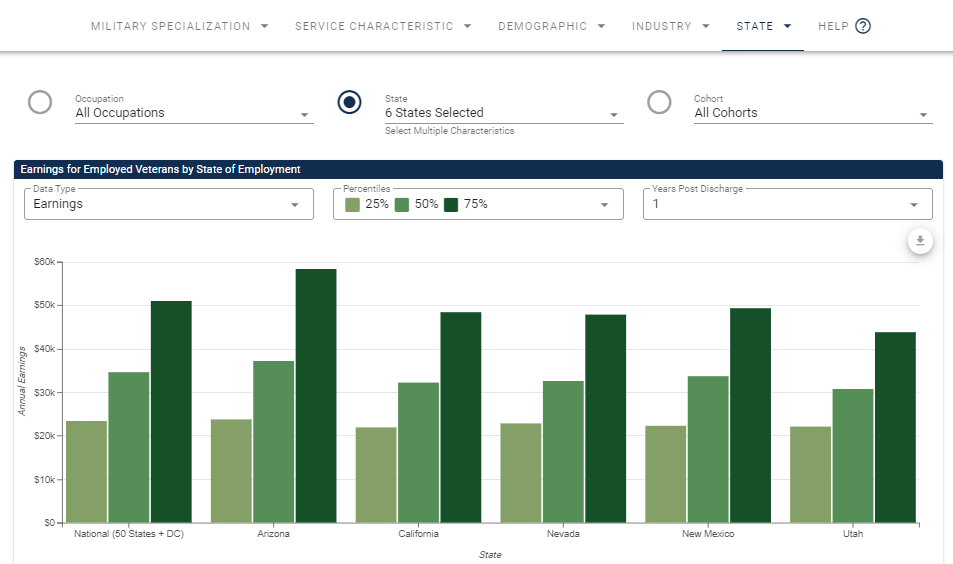 MILITARY SPECIALIZATION SERVICE CHARACTERISTIC DEMOGRAPHIC INDUSTRY STATE HELP ?
Occupation
All Occupations
State
6 States Selected
Select Multiple Characteristics
Cohort
All Cohorts
Earnings for Employed Veterans by State of Employment
Data Type
Earnings
Percentiles
25% 50% 75%
Years Post Discharge
1
Annual Earnings
$60k
$50k
$40k
$30k
$20k
$10k
$0
National (50 States + DC) Arizona California Nevada New Mexico Utah
State